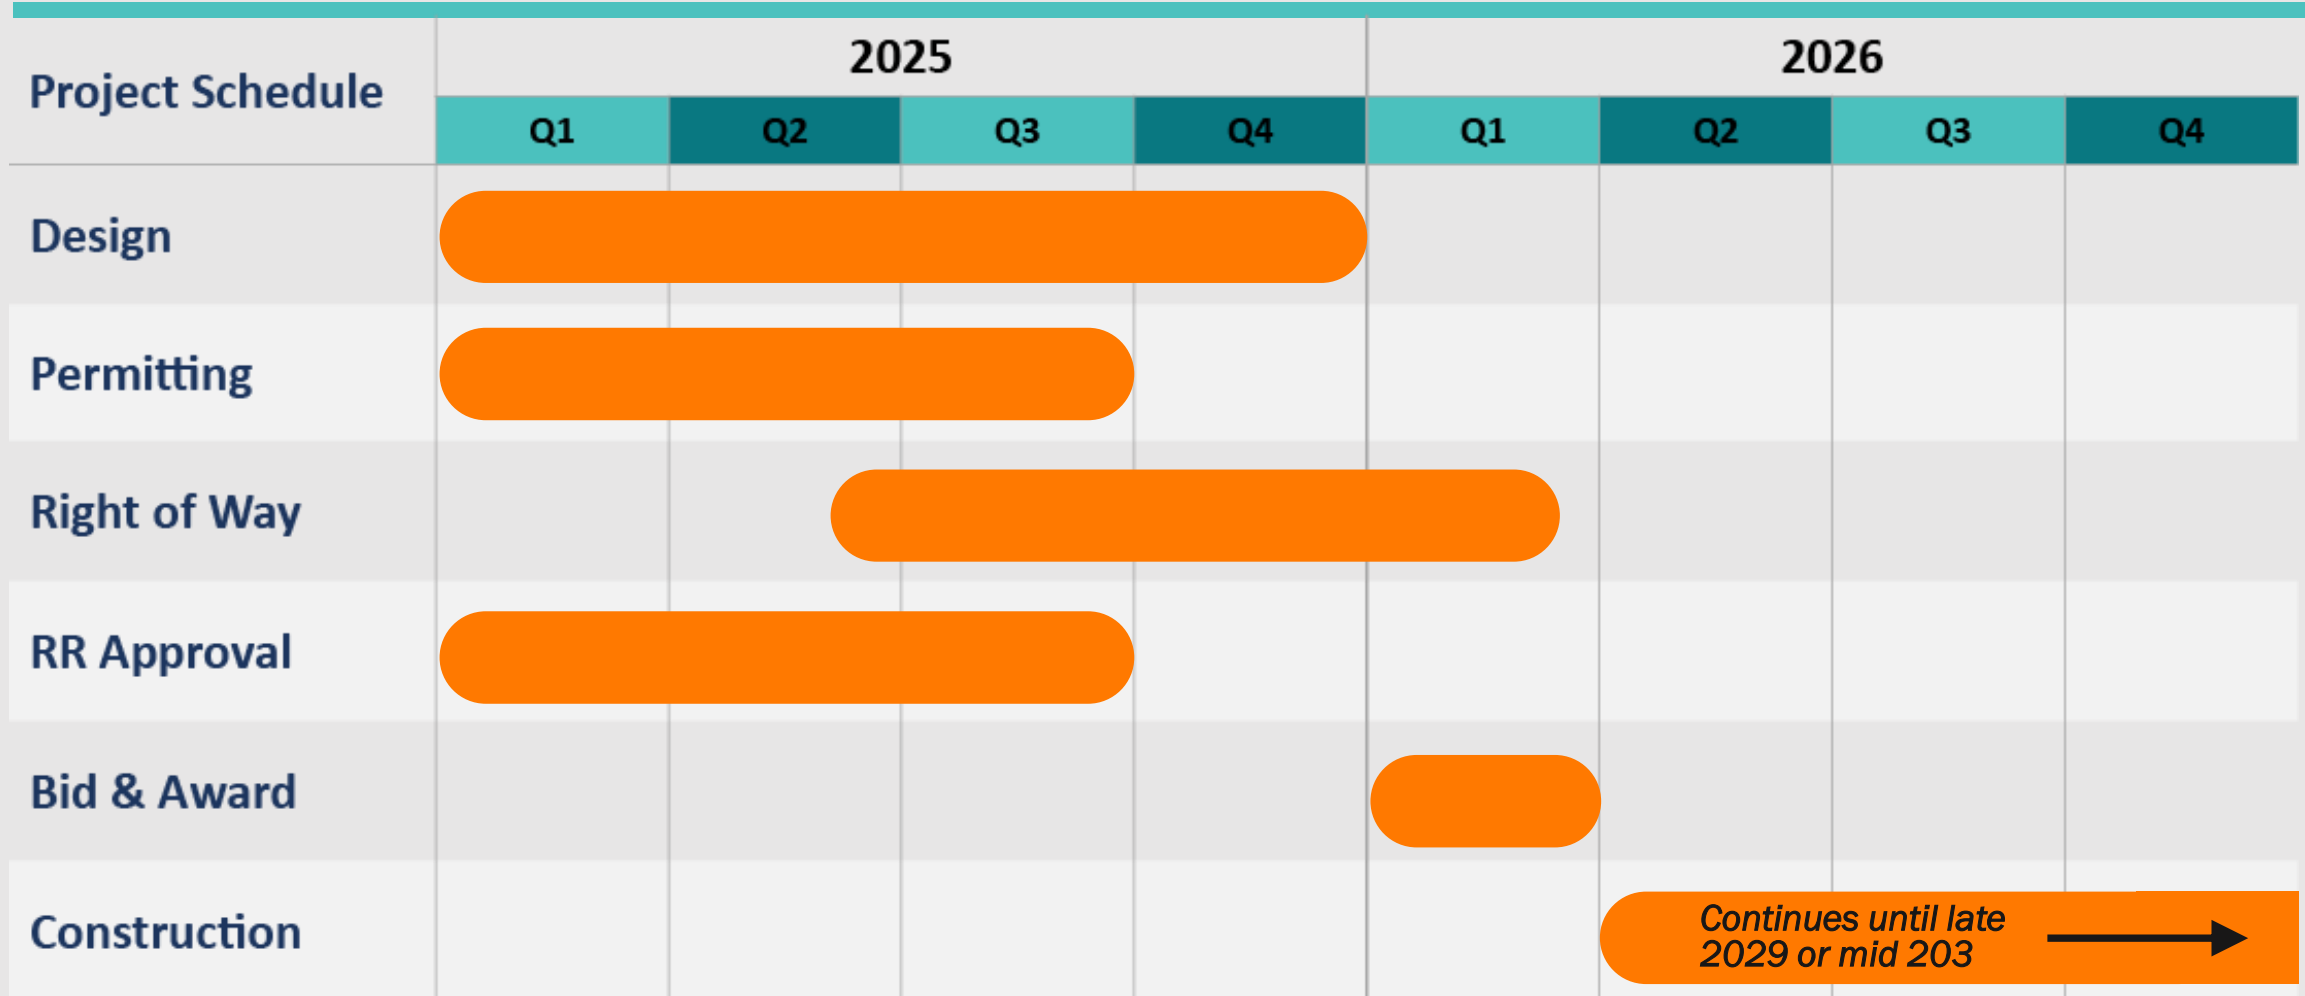 2025 2026
Project Schedule
Q1 Q2 Q3 Q4 Q1 Q2 Q3 Q4
Design
Permitting
Right of Way
RR Approval
Bid & Award
Construction
Continues until late
2029 or mid 203